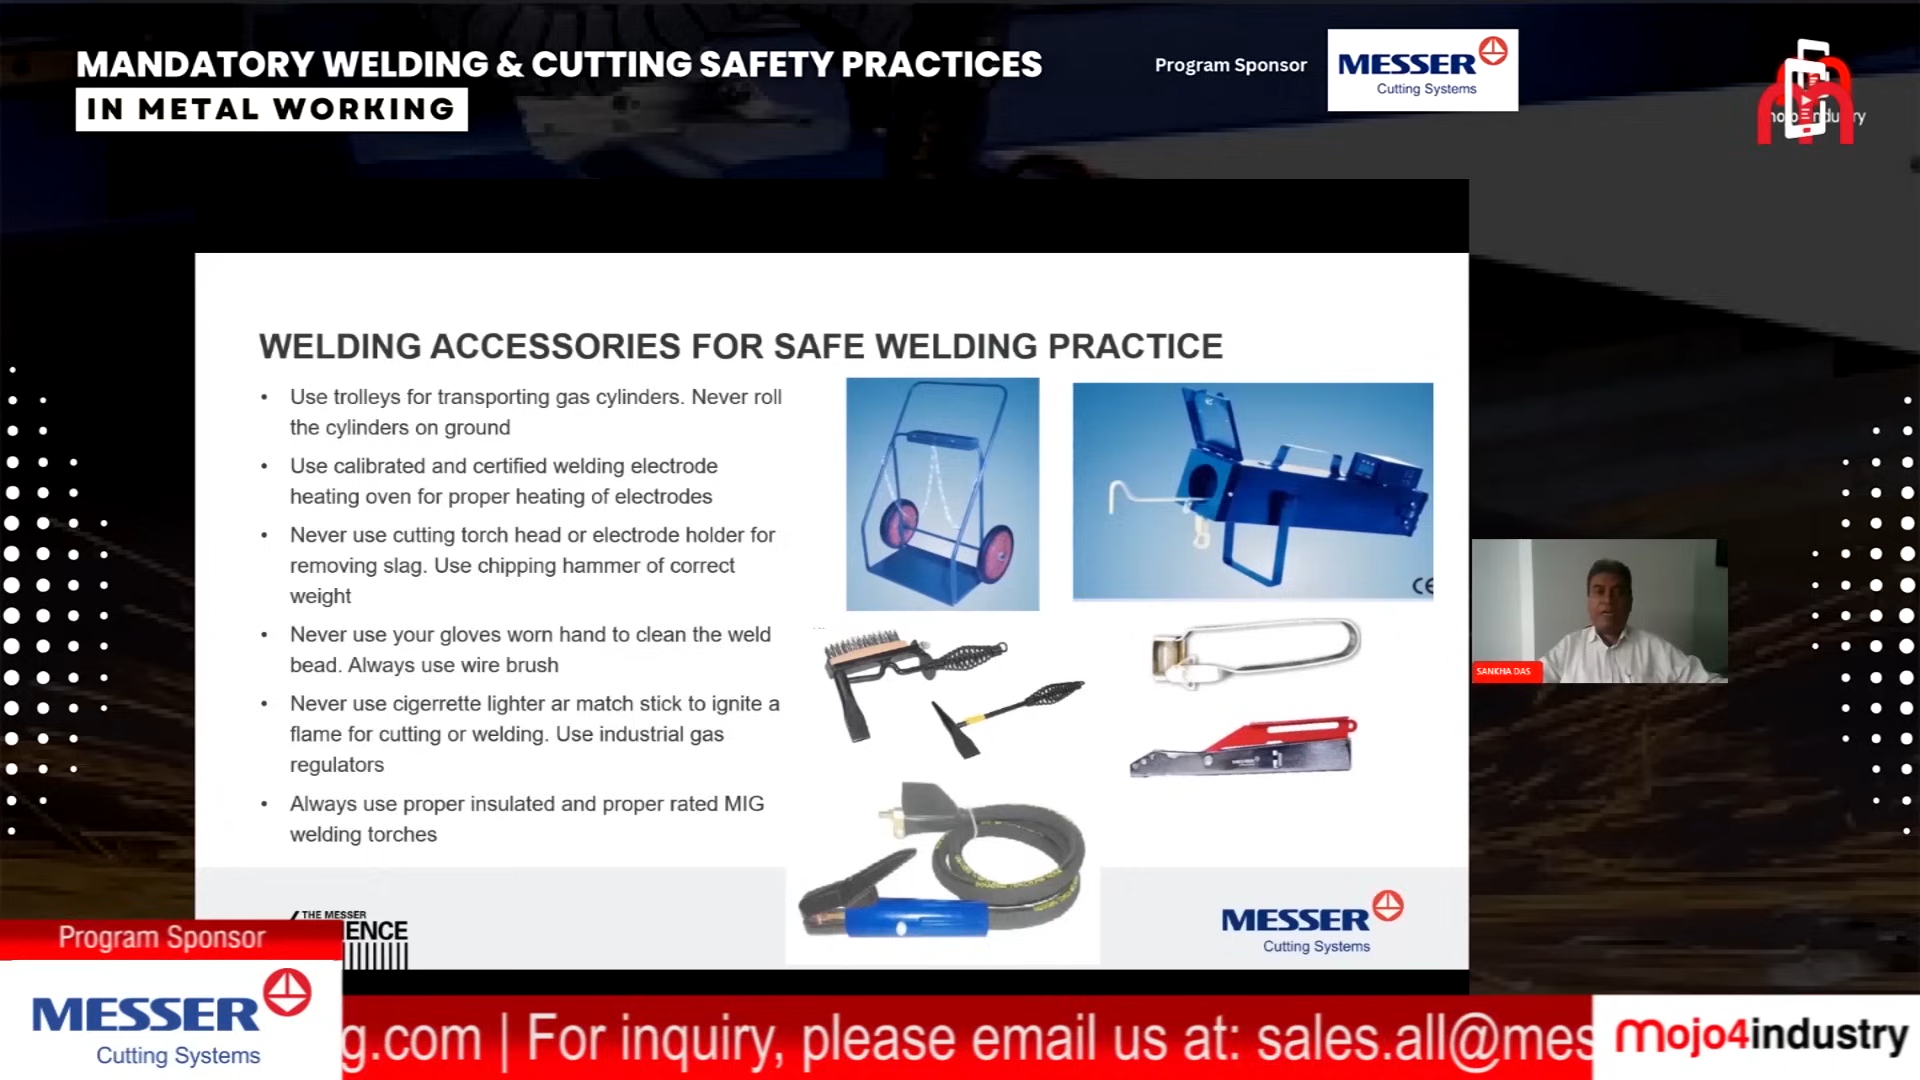 MANDATORY WELDING & CUTTING SAFETY PRACTICES
IN METAL WORKING
Program Sponsor
MESSER
Cutting Systems
WELDING ACCESSORIES FOR SAFE WELDING PRACTICE
• Use trolleys for transporting gas cylinders. Never roll
the cylinders on ground
• Use calibrated and certified welding electrode
heating oven for proper heating of electrodes
• Never use cutting torch head or electrode holder for
removing slag. Use chipping hammer of correct
weight
• Never use your gloves worn hand to clean the weld
bead. Always use wire brush
• Never use cigerrette lighter ar match stick to ignite a
flame for cutting or welding. Use industrial gas
regulators
• Always use proper insulated and proper rated MIG
welding torches
CE
SANKHA DAS
THE MESSER
IENCE
MESSER
Cutting Systems
Program Sponsor
MESSER
Cutting Systems
g.com | For inquiry, please email us at: sales.all@mes
mojo4industry